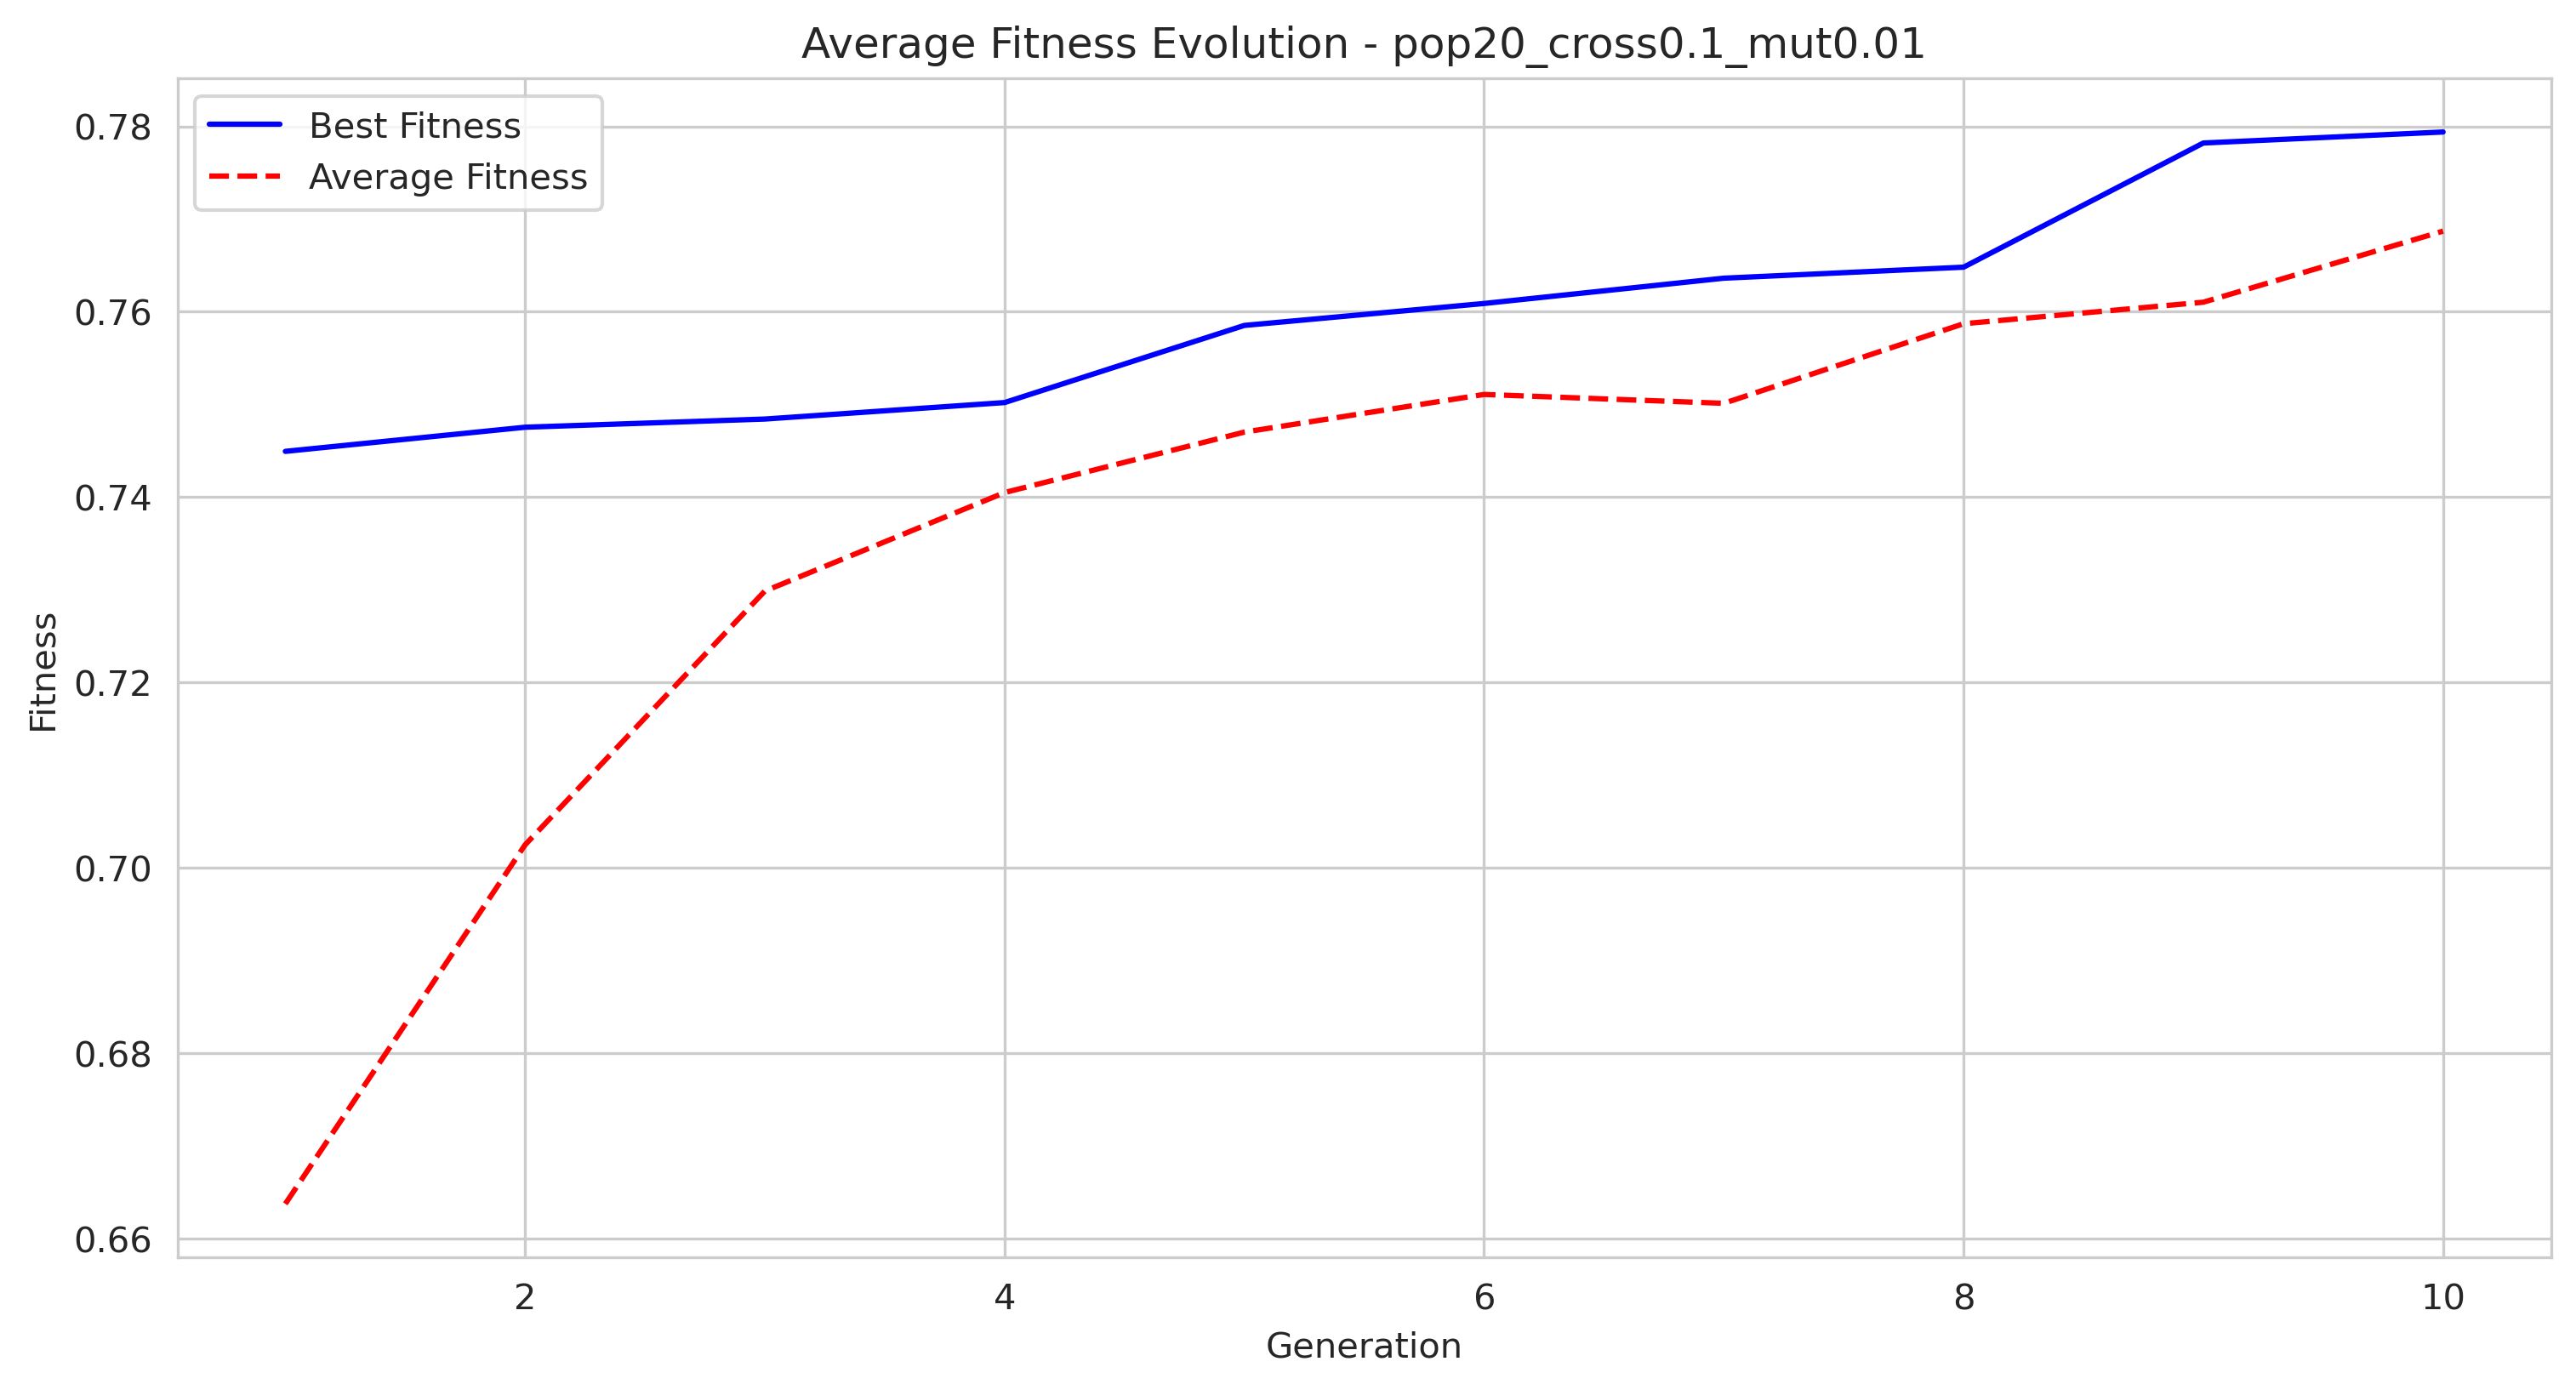 Average Fitness Evolution - pop20_cross0.1_mut0.01
Best Fitness
Average Fitness
0.78
0.76
0.74
0.72
0.70
0.68
0.66
Fitness
2 4 6 8 10
Generation